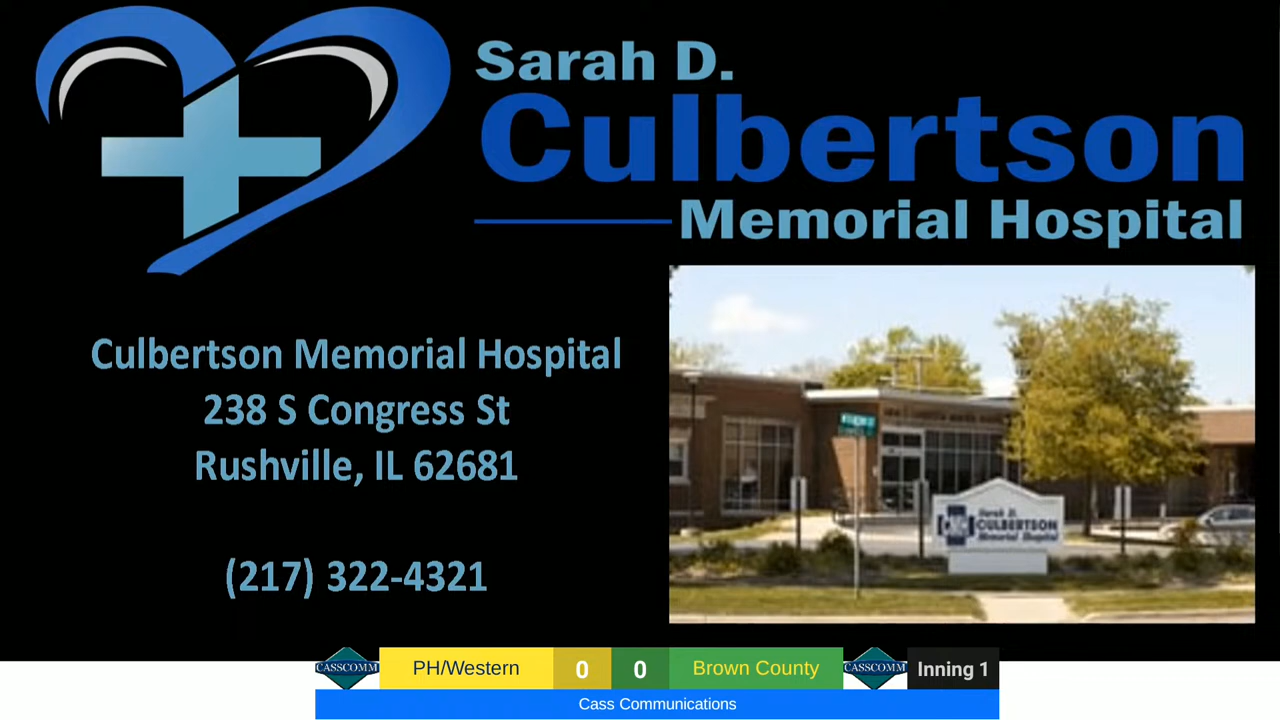 Sarah D.
Culbertson
Memorial Hospital
Culbertson Memorial Hospital
238 S Congress St
Rushville, IL 62681
(217) 322-4321
Sarah D.
CULBERTSON
Memorial Hospital
CASSCOMM PH/Western 0 0 Brown County CASSCOMM Inning 1
Cass Communications